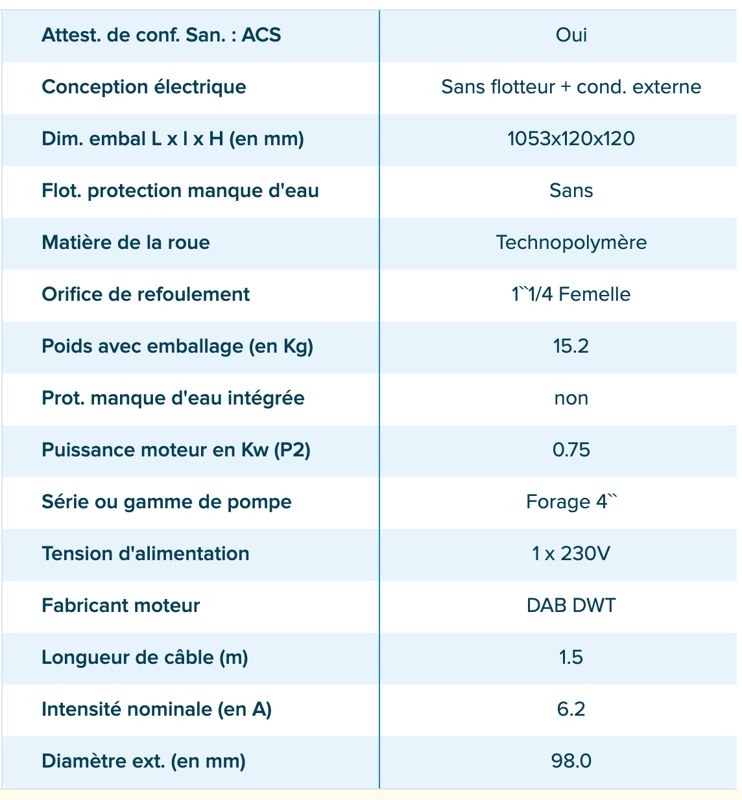 Attest. de conf. San. : ACS Oui
Conception électrique Sans flotteur + cond. externe
Dim. embal L x l x H (en mm) 1053x120x120
Flot. protection manque d'eau Sans
Matière de la roue Technopolymère
Orifice de refoulement 1``1/4 Femelle
Poids avec emballage (en Kg) 15.2
Prot. manque d'eau intégrée non
Puissance moteur en Kw (P2) 0.75
Série ou gamme de pompe Forage 4``
Tension d'alimentation 1 x 230V
Fabricant moteur DAB DWT
Longueur de câble (m) 1.5
Intensité nominale (en A) 6.2
Diamètre ext. (en mm) 98.0